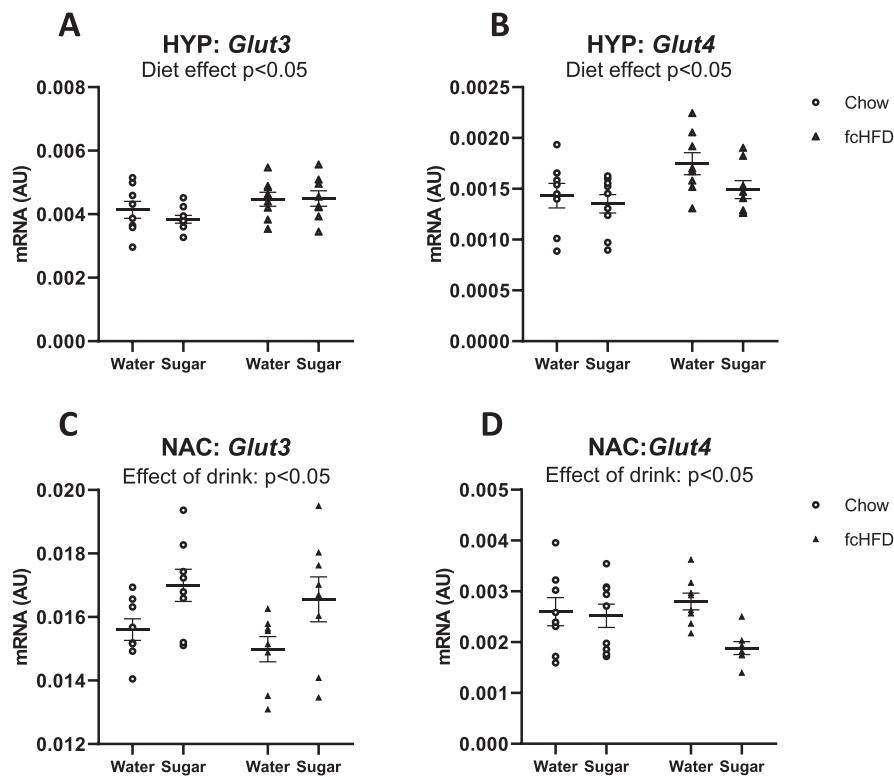 A
HYP: Glut3
Diet effect p<0.05
mRNA (AU)
0.008
0.006
0.004
0.002
0.000
Water Sugar Water Sugar
B
HYP: Glut4
Diet effect p<0.05
mRNA (AU)
0.0025
0.0020
0.0015
0.0010
0.0005
0.0000
Water Sugar Water Sugar
Chow
fcHFD
C
NAC: Glut3
Effect of drink: p<0.05
mRNA (AU)
0.020
0.018
0.016
0.014
0.012
Water Sugar Water Sugar
D
NAC:Glut4
Effect of drink: p<0.05
mRNA (AU)
0.005
0.004
0.003
0.002
0.001
0.000
Water Sugar Water Sugar
Chow
fcHFD